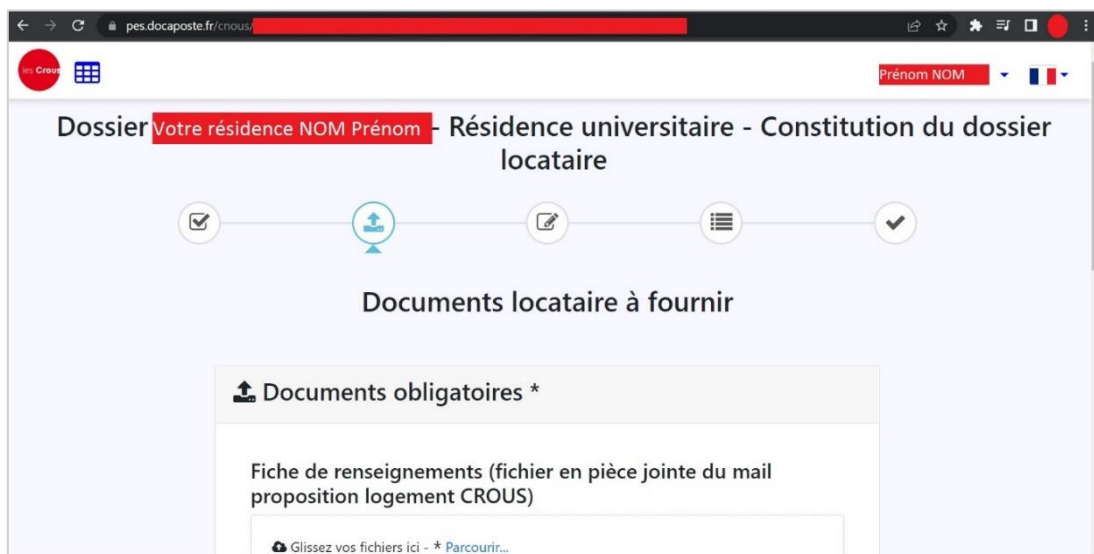 pes.docaposte.fr/cnous/
les Crous
Prénom NOM
Dossier Votre résidence NOM Prénom - Résidence universitaire - Constitution du dossier
locataire
Documents locataire à fournir
Documents obligatoires *
Fiche de renseignements (fichier en pièce jointe du mail
proposition logement CROUS)
Glissez vos fichiers ici - * Parcourir...